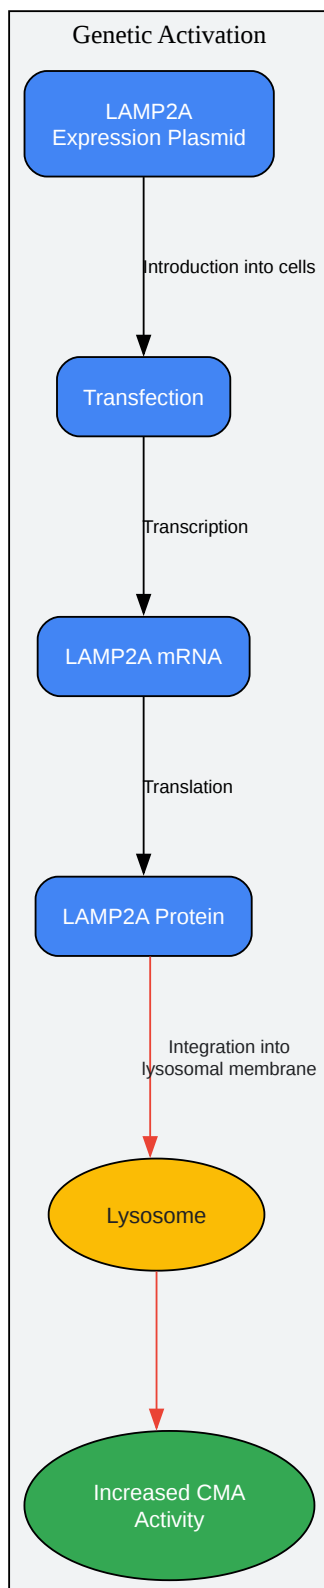 Genetic Activation
LAMP2A
Expression Plasmid
Introduction into cells
Transfection
Transcription
LAMP2A mRNA
Translation
LAMP2A Protein
Integration into
lysosomal membrane
Lysosome
Increased CMA
Activity